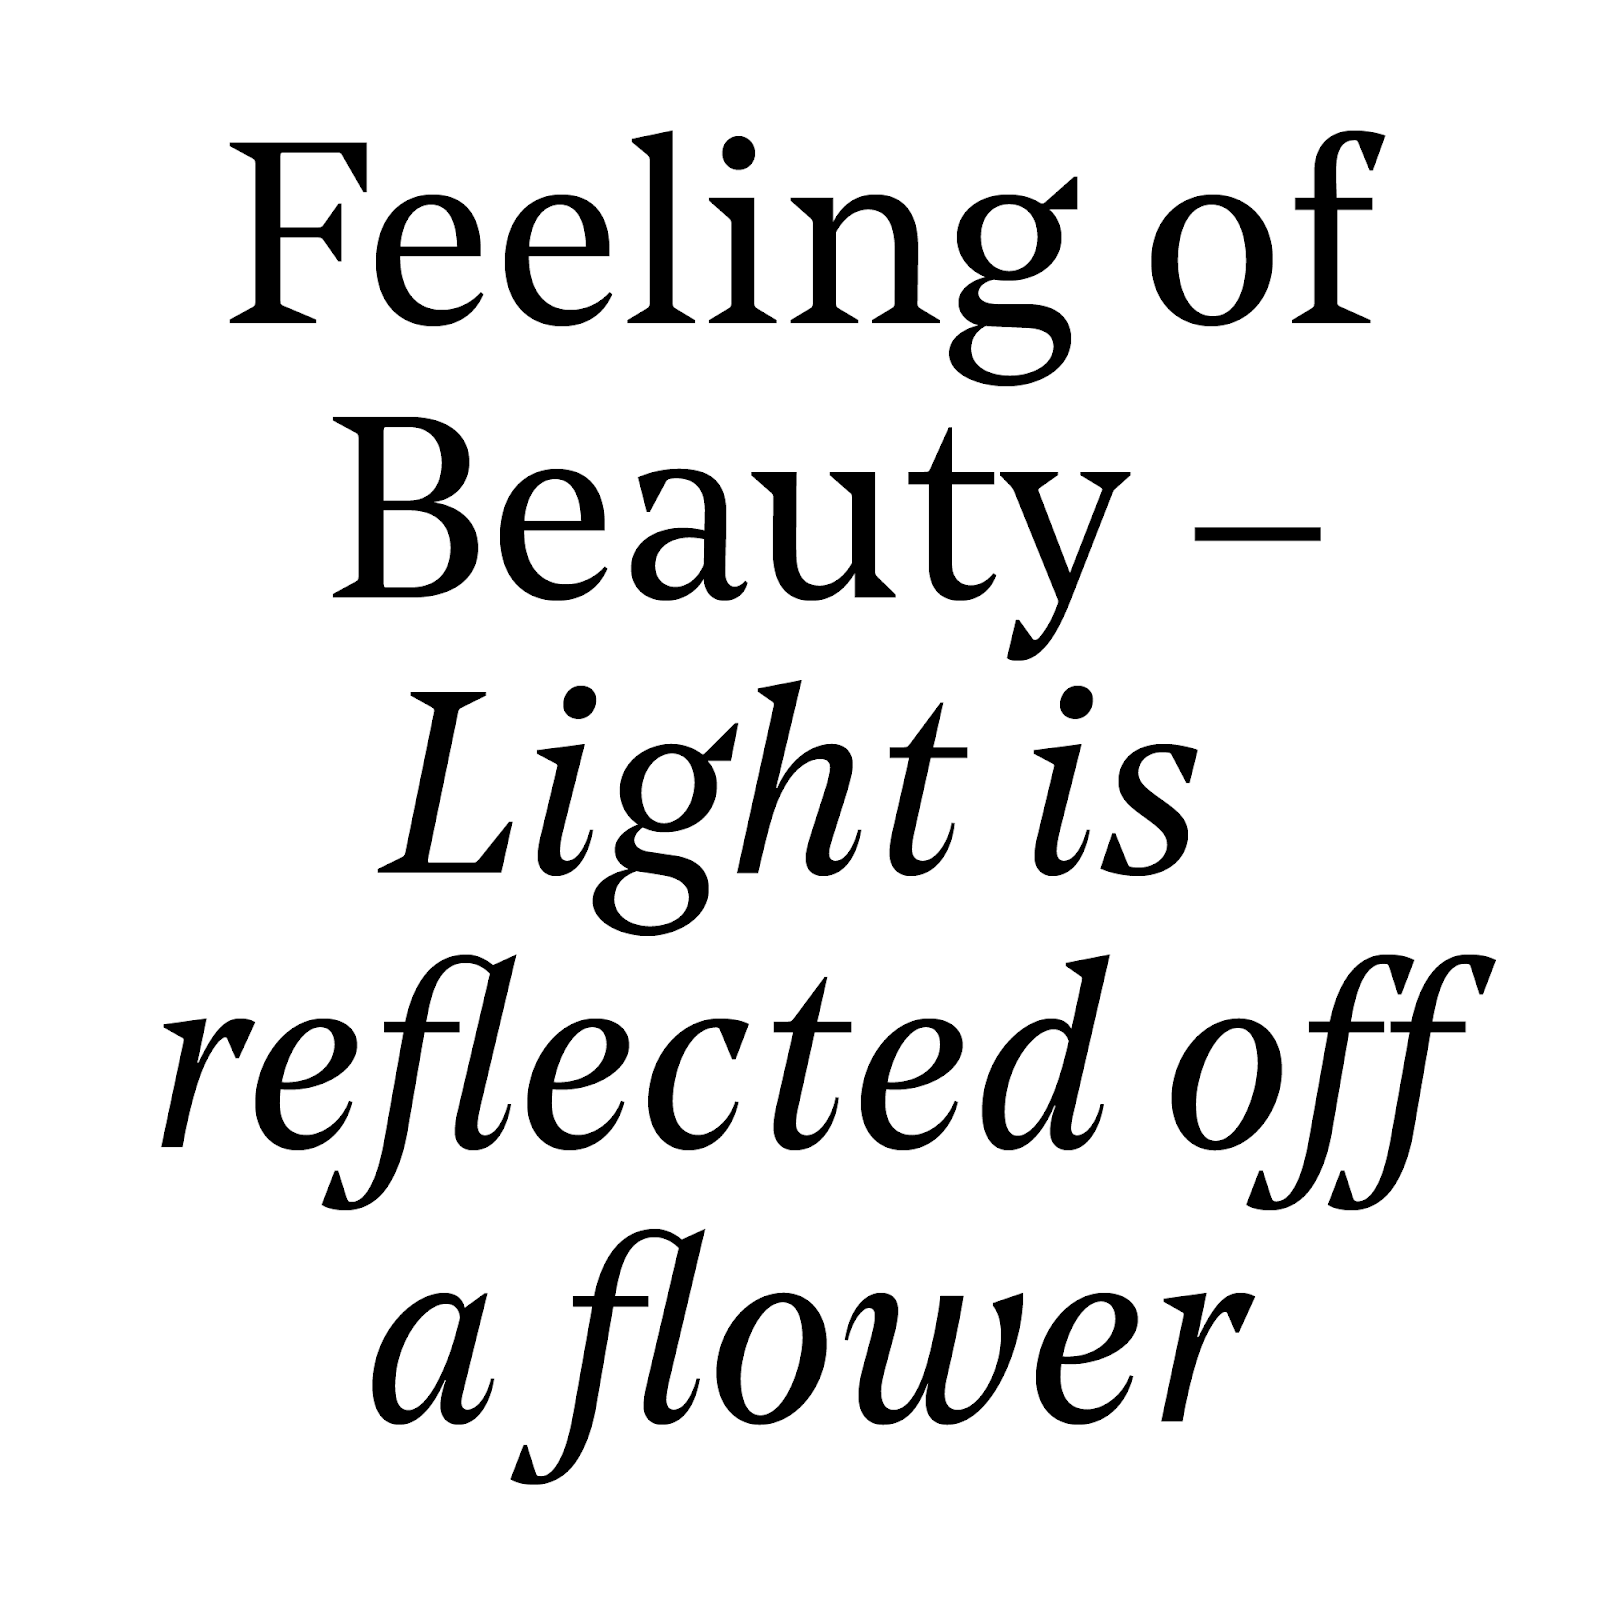 Feeling of
Beauty –
Light is
reflected off
a flower